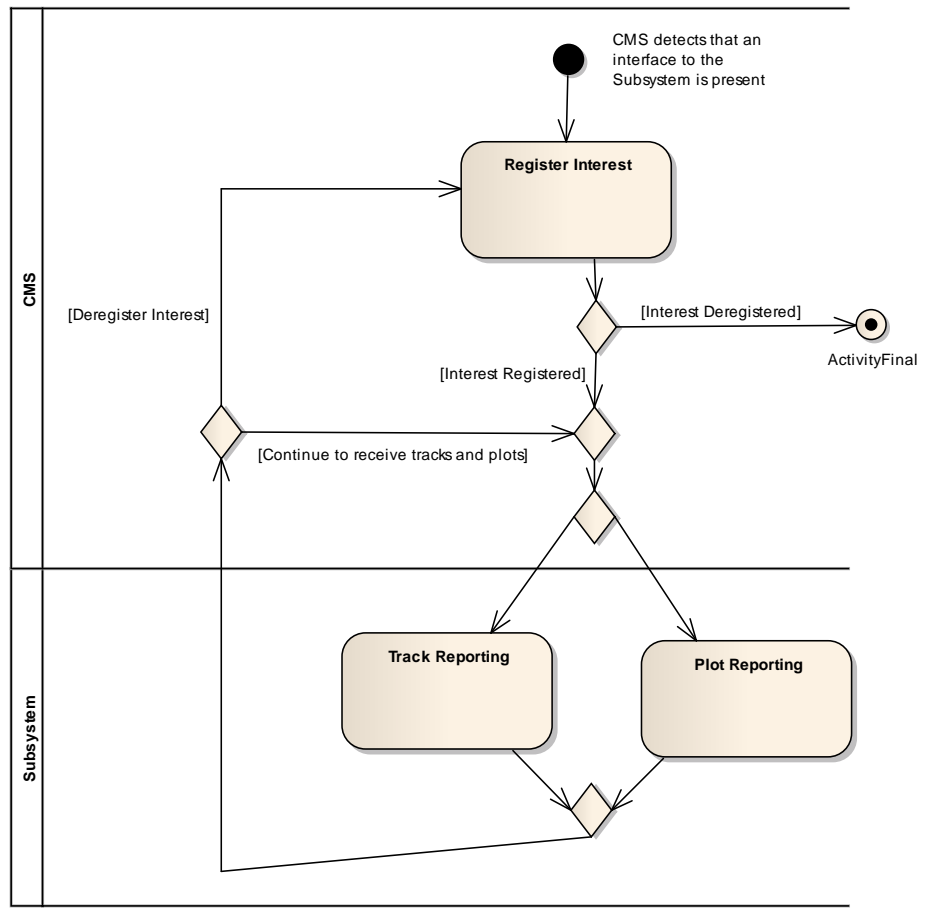 CMS detects that an
interface to the
Subsystem is present
Register Interest
CMS
[Deregister Interest]
[Interest Deregistered]
ActivityFinal
[Interest Registered]
[Continue to receive tracks and plots]
Subsystem
Track Reporting
Plot Reporting